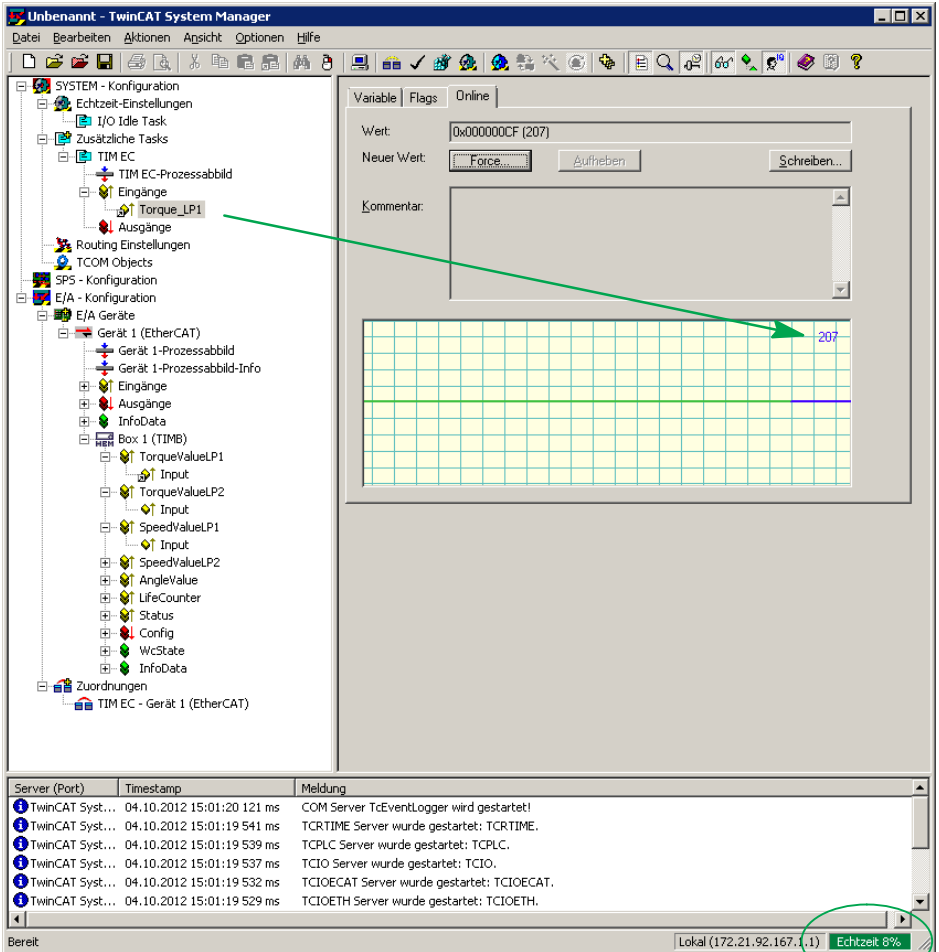 Unbenannt - TwinCAT System Manager
Datei Bearbeiten Aktionen Ansicht Optionen Hilfe
SYSTEM - Konfiguration
Echtzeit-Einstellungen
I/O Idle Task
Zusätzliche Tasks
TIM EC
TIM EC-Prozessabbild
Eingänge
Torque_LP1
Ausgänge
Routing Einstellungen
TCOM Objects
SPS - Konfiguration
E/A - Konfiguration
E/A Geräte
Gerät 1 (EtherCAT)
Gerät 1-Prozessabbild
Gerät 1-Prozessabbild-Info
Eingänge
Ausgänge
InfoData
Box 1 (TIMB)
TorqueValueLP1
Input
TorqueValueLP2
Input
SpeedValueLP1
Input
SpeedValueLP2
AngleValue
LifeCounter
Status
Config
WcState
InfoData
Zuordnungen
TIM EC - Gerät 1 (EtherCAT)
Variable Flags Online
Wert: 0x000000CF (207)
Neuer Wert: Force... Aufheben Schreiben...
Kommentar:
207
Server (Port) Timestamp Meldung
TwinCAT Syst... 04.10.2012 15:01:20 121 ms COM Server TcEventLogger wird gestartet!
TwinCAT Syst... 04.10.2012 15:01:19 541 ms TCRTIME Server wurde gestartet: TCRTIME.
TwinCAT Syst... 04.10.2012 15:01:19 539 ms TCPLC Server wurde gestartet: TCPLC.
TwinCAT Syst... 04.10.2012 15:01:19 537 ms TCIO Server wurde gestartet: TCIO.
TwinCAT Syst... 04.10.2012 15:01:19 532 ms TCIOECAT Server wurde gestartet: TCIOECAT.
TwinCAT Syst... 04.10.2012 15:01:19 529 ms TCIOETH Server wurde gestartet: TCIOETH.
Bereit Lokal (172.21.92.167.1.1) Echtzeit 8%